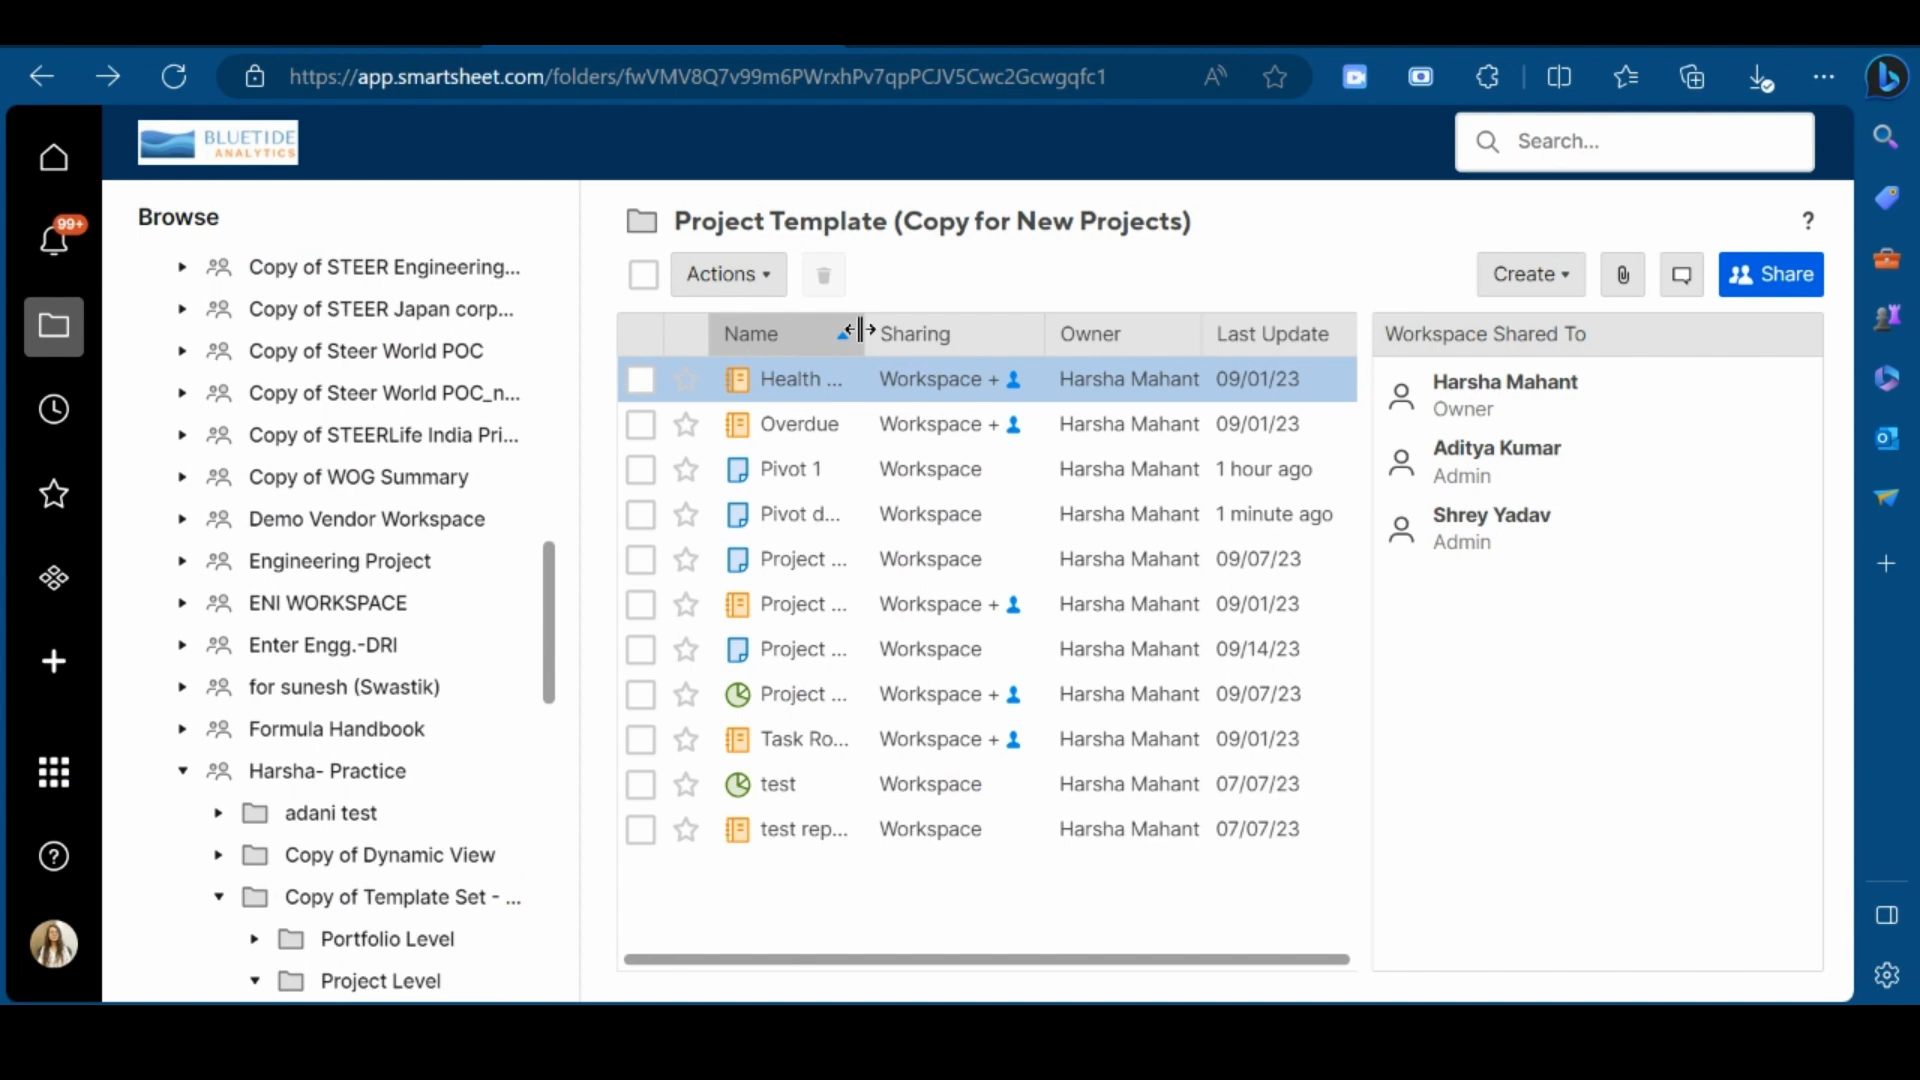 https://app.smartsheet.com/folders/fwVMV8Q7v99m6PWrxhPv7qpPCJV5Cwc2Gcwgqfc1
BLUETIDE
ANALYTICS
Search...
99+
Browse
Copy of STEER Engineering...
Copy of STEER Japan corp...
Copy of Steer World POC
Copy of Steer World POC_n...
Copy of STEERLife India Pri...
Copy of WOG Summary
Demo Vendor Workspace
Engineering Project
ENI WORKSPACE
Enter Engg.-DRI
for sunesh (Swastik)
Formula Handbook
Harsha- Practice
adani test
Copy of Dynamic View
Copy of Template Set - ...
Portfolio Level
Project Level
Project Template (Copy for New Projects)
?
Actions
Create
Share
Name Sharing Owner Last Update
Health ... Workspace + Harsha Mahant 09/01/23
Overdue Workspace + Harsha Mahant 09/01/23
Pivot 1 Workspace Harsha Mahant 1 hour ago
Pivot d... Workspace Harsha Mahant 1 minute ago
Project ... Workspace Harsha Mahant 09/07/23
Project ... Workspace + Harsha Mahant 09/01/23
Project ... Workspace Harsha Mahant 09/14/23
Project ... Workspace + Harsha Mahant 09/07/23
Task Ro... Workspace + Harsha Mahant 09/01/23
test Workspace Harsha Mahant 07/07/23
test rep... Workspace Harsha Mahant 07/07/23
Workspace Shared To
Harsha Mahant
Owner
Aditya Kumar
Admin
Shrey Yadav
Admin